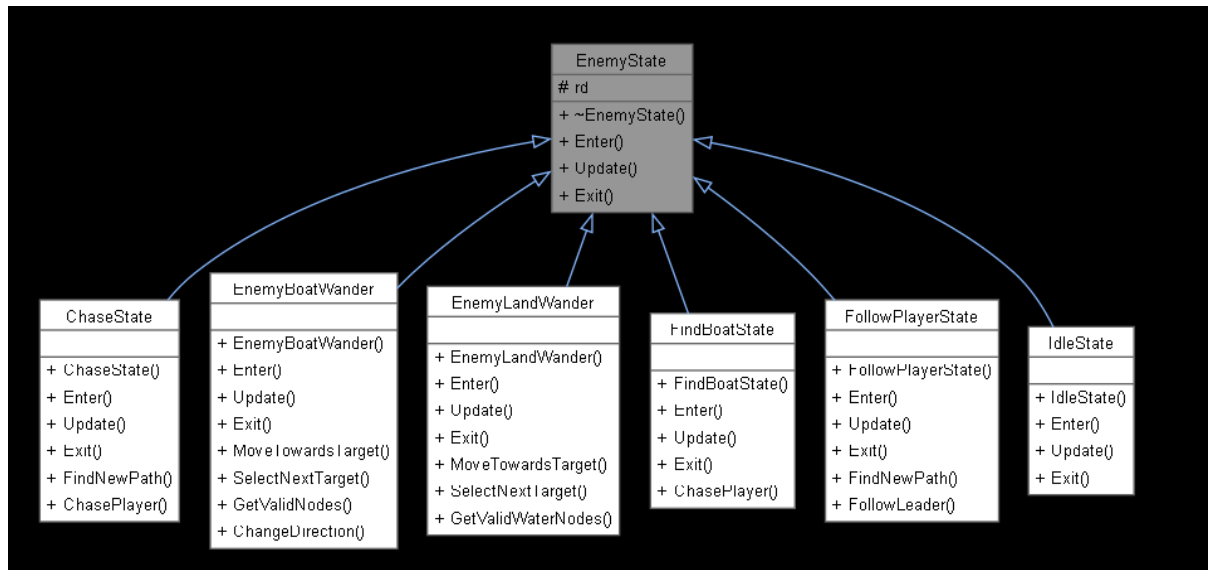 EnemyState
# rd
+ ~EnemyState()
+ Enter()
+ Update()
+ Exit()
ChaseState
+ ChaseState()
+ Enter()
+ Update()
+ Exit()
+ FindNewPath()
+ ChasePlayer()
EnemyBoatWander
+ EnemyBoatWander()
+ Enter()
+ Update()
+ Exit()
+ MoveTowardsTarget()
+ SelectNextTarget()
+ GetValidNodes()
+ ChangeDirection()
EnemyLandWander
+ EnemyLandWander()
+ Enter()
+ Update()
+ Exit()
+ MoveTowardsTarget()
+ SelectNextTarget()
+ GetValidWaterNodes()
FindBoatState
+ FindBoatState()
+ Enter()
+ Update()
+ Exit()
+ ChasePlayer()
FollowPlayerState
+ FollowPlayerState()
+ Enter()
+ Update()
+ Exit()
+ FindNewPath()
+ FollowLeader()
IdleState
+ IdleState()
+ Enter()
+ Update()
+ Exit()